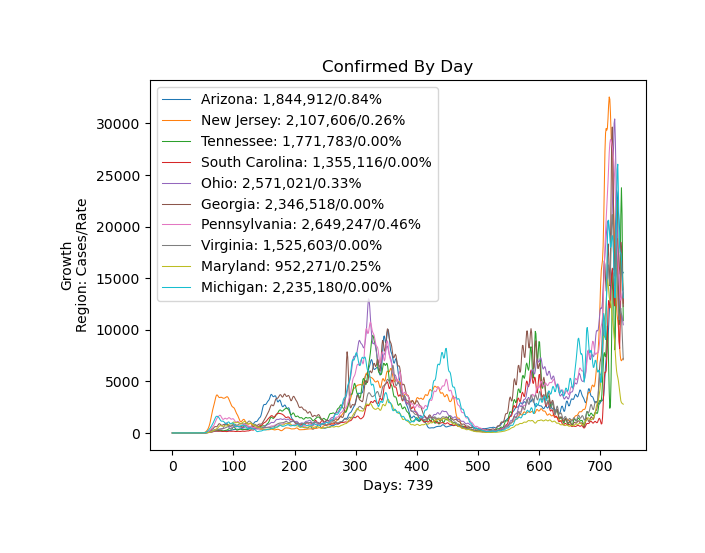 Confirmed By Day
Growth
Region: Cases/Rate
30000
25000
20000
15000
10000
5000
0
Arizona: 1,844,912/0.84%
New Jersey: 2,107,606/0.26%
Tennessee: 1,771,783/0.00%
South Carolina: 1,355,116/0.00%
Ohio: 2,571,021/0.33%
Georgia: 2,346,518/0.00%
Pennsylvania: 2,649,247/0.46%
Virginia: 1,525,603/0.00%
Maryland: 952,271/0.25%
Michigan: 2,235,180/0.00%
0 100 200 300 400 500 600 700
Days: 739